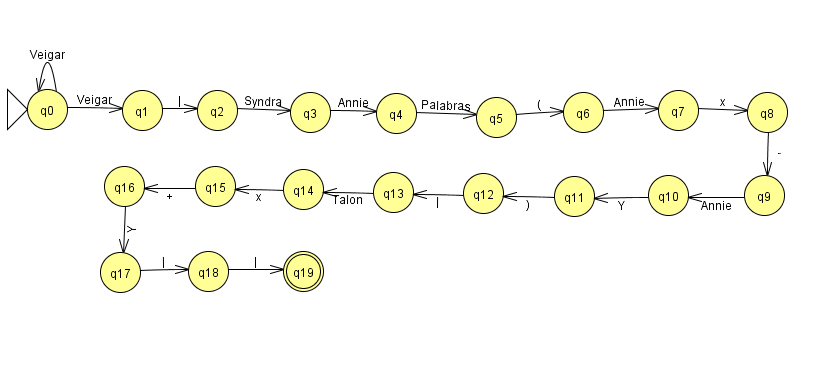 Veigar
q0 Veigar q1 | q2 Syndra q3 Annie q4 Palabras q5 ( q6 Annie q7 x q8
-
q16 + q15 x q14 Talon q13 | q12 ) q11 Y q10 Annie q9
Y
q17 | q18 | q19